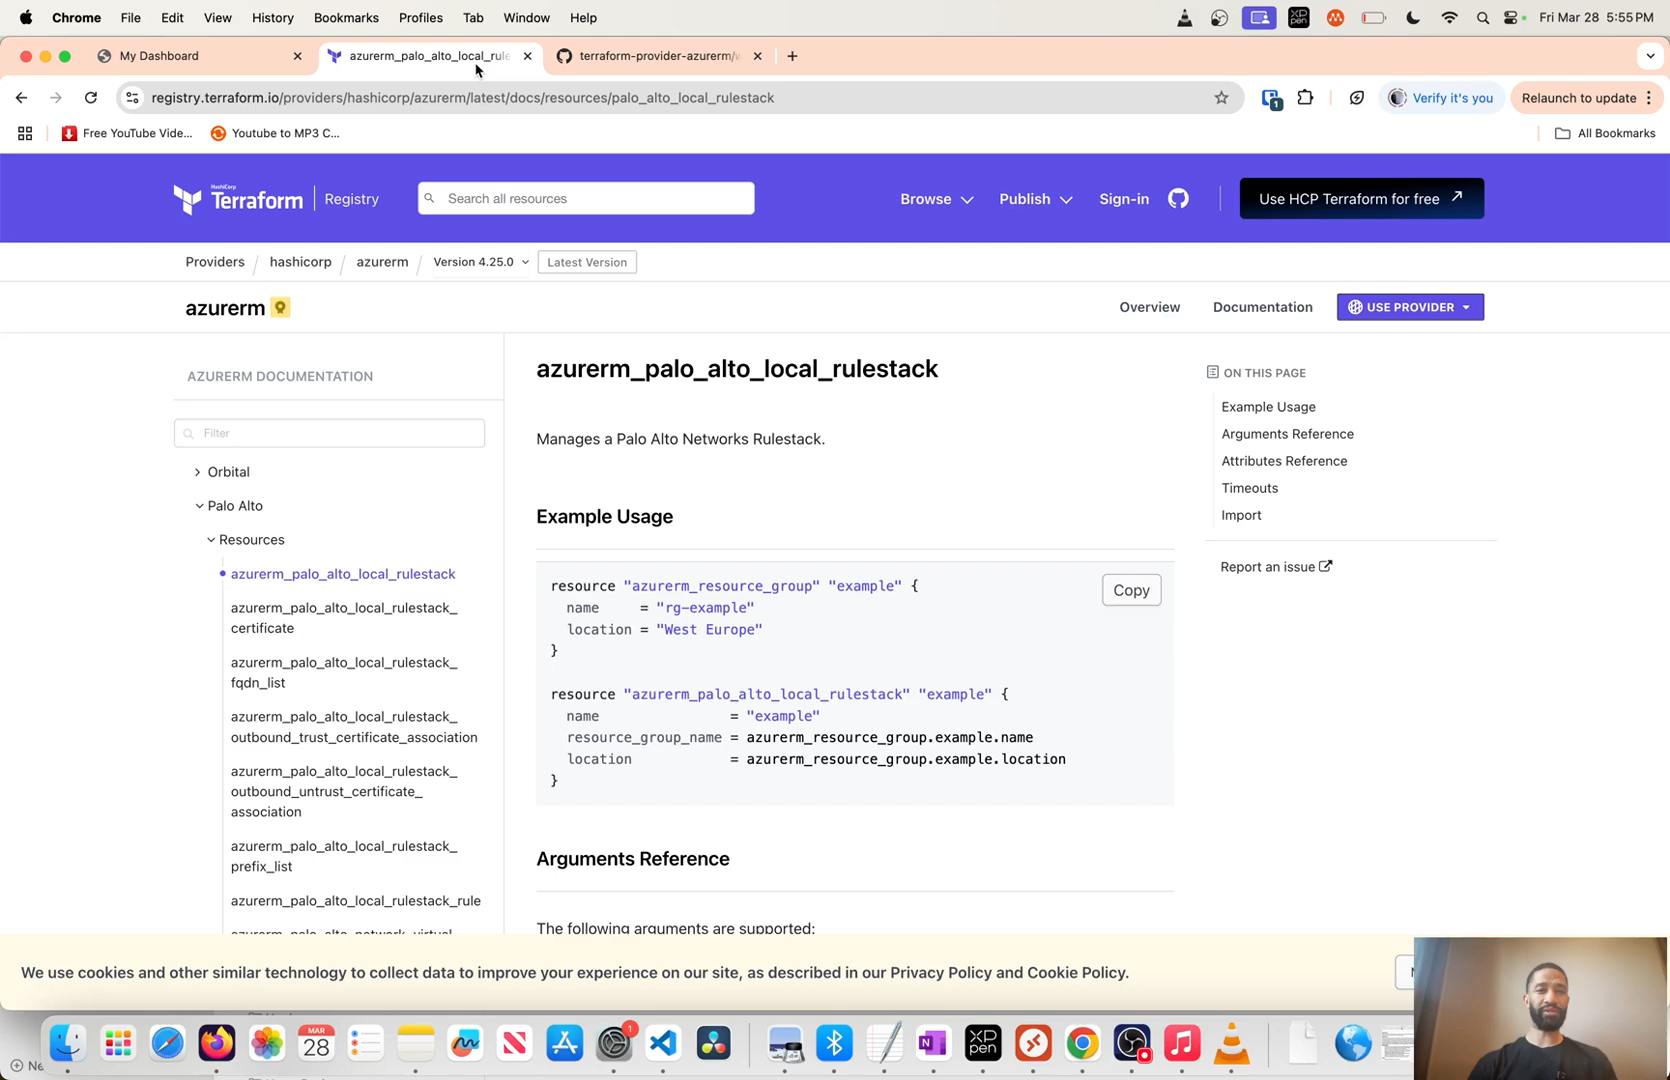 Chrome File Edit View History Bookmarks Profiles Tab Window Help
Fri Mar 28 5:55 PM
My Dashboard
azurerm_palo_alto_local_rule
terraform-provider-azurerm/
registry.terraform.io/providers/hashicorp/azurerm/latest/docs/resources/palo_alto_local_rulestack
1
Verify it's you
Relaunch to update
Free YouTube Vide...
Youtube to MP3 C...
All Bookmarks
HashiCorp
Terraform
Registry
Search all resources
Browse
Publish
Sign-in
Use HCP Terraform for free
Providers / hashicorp / azurerm / Version 4.25.0
Latest Version
azurerm
Overview
Documentation
USE PROVIDER
AZURERM DOCUMENTATION
Filter
Orbital
Palo Alto
Resources
azurerm_palo_alto_local_rulestack
azurerm_palo_alto_local_rulestack_
certificate
azurerm_palo_alto_local_rulestack_
fqdn_list
azurerm_palo_alto_local_rulestack_
outbound_trust_certificate_association
azurerm_palo_alto_local_rulestack_
outbound_untrust_certificate_
association
azurerm_palo_alto_local_rulestack_
prefix_list
azurerm_palo_alto_local_rulestack_rule
azurerm_palo_alto_network_virtual
azurerm_palo_alto_local_rulestack
Manages a Palo Alto Networks Rulestack.
Example Usage
Copy
resource "azurerm_resource_group" "example" {
name = "rg-example"
location = "West Europe"
}
resource "azurerm_palo_alto_local_rulestack" "example" {
name = "example"
resource_group_name = azurerm_resource_group.example.name
location = azurerm_resource_group.example.location
}
Arguments Reference
The following arguments are supported:
ON THIS PAGE
Example Usage
Arguments Reference
Attributes Reference
Timeouts
Import
Report an issue
We use cookies and other similar technology to collect data to improve your experience on our site, as described in our Privacy Policy and Cookie Policy.
MAR
28
1
XP
pen
Ne